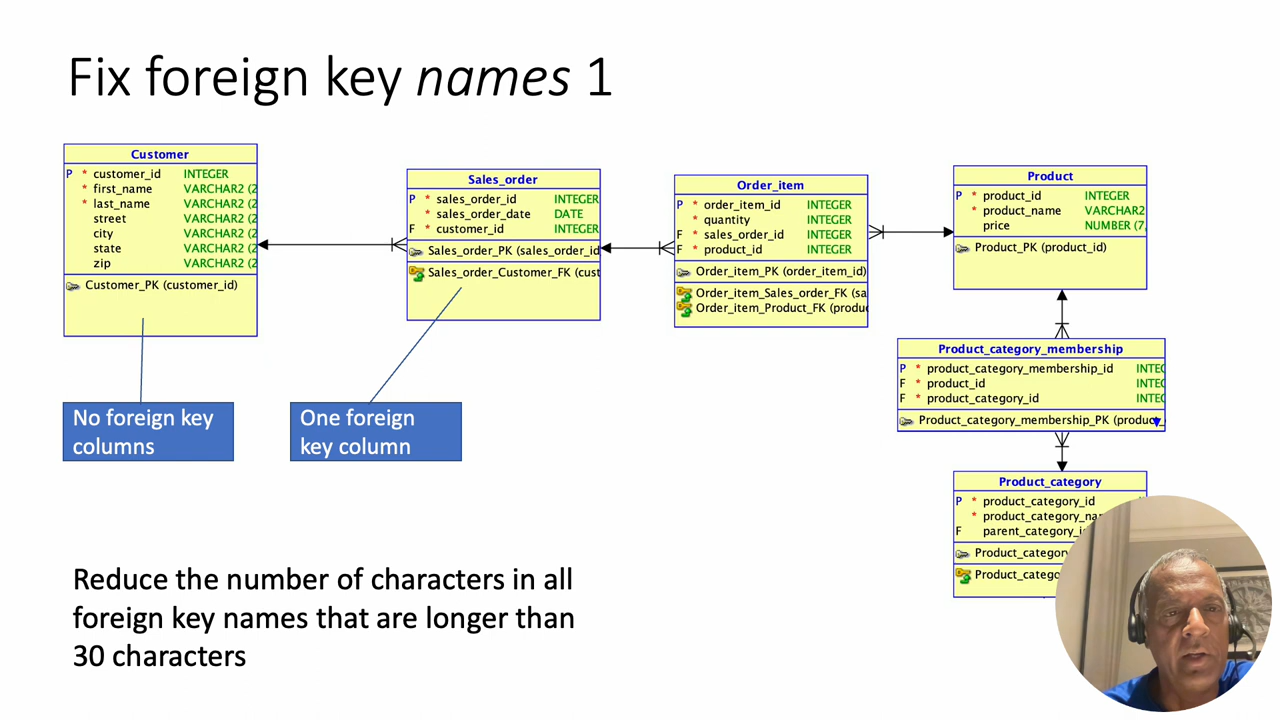 Fix foreign key names 1
Customer
P * customer_id INTEGER
* first_name VARCHAR2 (2
* last_name VARCHAR2 (2
street VARCHAR2 (2
city VARCHAR2 (2
state VARCHAR2 (2
zip VARCHAR2 (2
Customer_PK (customer_id)
Sales_order
P * sales_order_id INTEGER
* sales_order_date DATE
F * customer_id INTEGER
Sales_order_PK (sales_order_id
Sales_order_Customer_FK (cust
Order_item
P * order_item_id INTEGER
* quantity INTEGER
F * sales_order_id INTEGER
F * product_id INTEGER
Order_item_PK (order_item_id)
Order_item_Sales_order_FK (sa
Order_item_Product_FK (produ
Product
P * product_id INTEGER
* product_name VARCHAR2
price NUMBER (7,
Product_PK (product_id)
Product_category_membership
P * product_category_membership_id INTEG
F * product_id INTEG
F * product_category_id INTEG
Product_category_membership_PK (produc
Product_category
P * product_category_id
* product_category_na
F parent_category_i
Product_category
Product_catego
No foreign key
columns
One foreign
key column
Reduce the number of characters in all
foreign key names that are longer than
30 characters